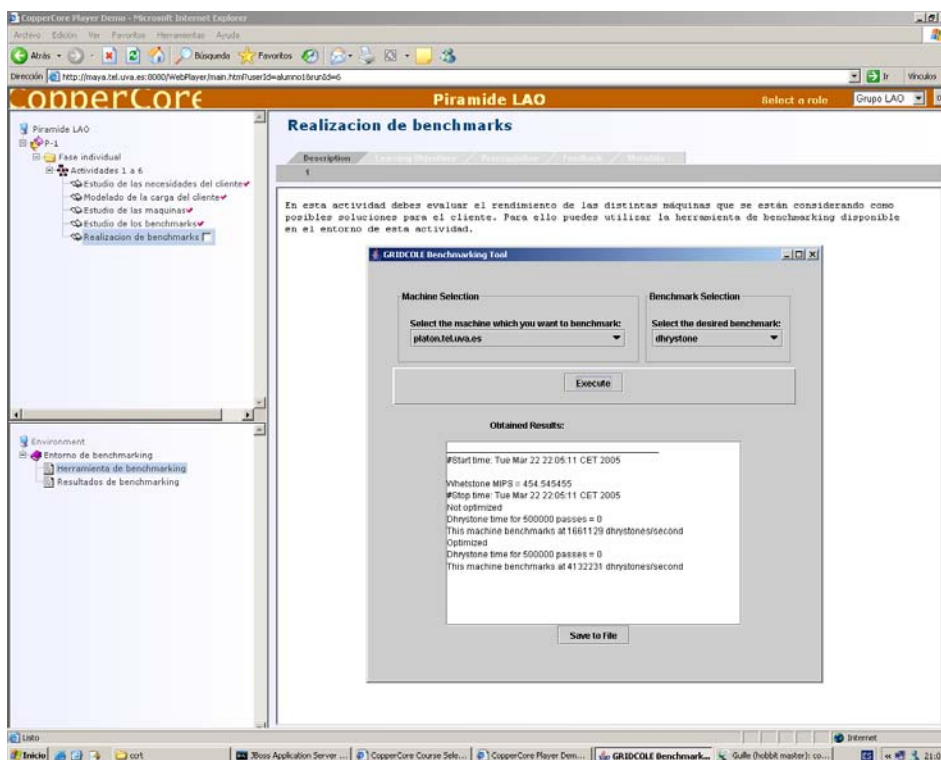 CopperCore Player Demo - Microsoft Internet Explorer
Archivo Edición Ver Favoritos Herramientas Ayuda
Atrás Búsqueda Favoritos
Dirección http://maya.tel.uva.es:8080/WebPlayer/main.html?userId=alumno1&runId=6 Ir Vínculos
CopperCore Piramide LAO Select a role Grupo LAO
Piramide LAO
P-1
Fase individual
Actividades 1 a 6
Estudio de las necesidades del cliente
Modelado de la carga del cliente
Estudio de las maquinas
Estudio de los benchmarks
Realizacion de benchmarks
Environment
Entorno de benchmarking
Herramienta de benchmarking
Resultados de benchmarking
Realizacion de benchmarks
Description / Learning Objectives / Prerequisites / Feedback / Metadata
1
En esta actividad debes evaluar el rendimiento de las distintas máquinas que se están considerando como
posibles soluciones para el cliente. Para ello puedes utilizar la herramienta de benchmarking disponible
en el entorno de esta actividad.
GRIDCOLE Benchmarking Tool
Machine Selection
Select the machine which you want to benchmark:
platon.tel.uva.es
Benchmark Selection
Select the desired benchmark:
dhrystone
Execute
Obtained Results:
#Start time: Tue Mar 22 22:05:11 CET 2005
Whetstone MIPS = 454.545455
#Stop time: Tue Mar 22 22:05:11 CET 2005
Not optimized
Dhrystone time for 500000 passes = 0
This machine benchmarks at 1661129 dhrystones/second
Optimized
Dhrystone time for 500000 passes = 0
This machine benchmarks at 4132231 dhrystones/second
Save to File
Listo Internet
Inicio cot JBoss Application Server ... CopperCore Course Sele... CopperCore Player Dem... GRIDCOLE Benchmark... Gulle (hobbit master): co...